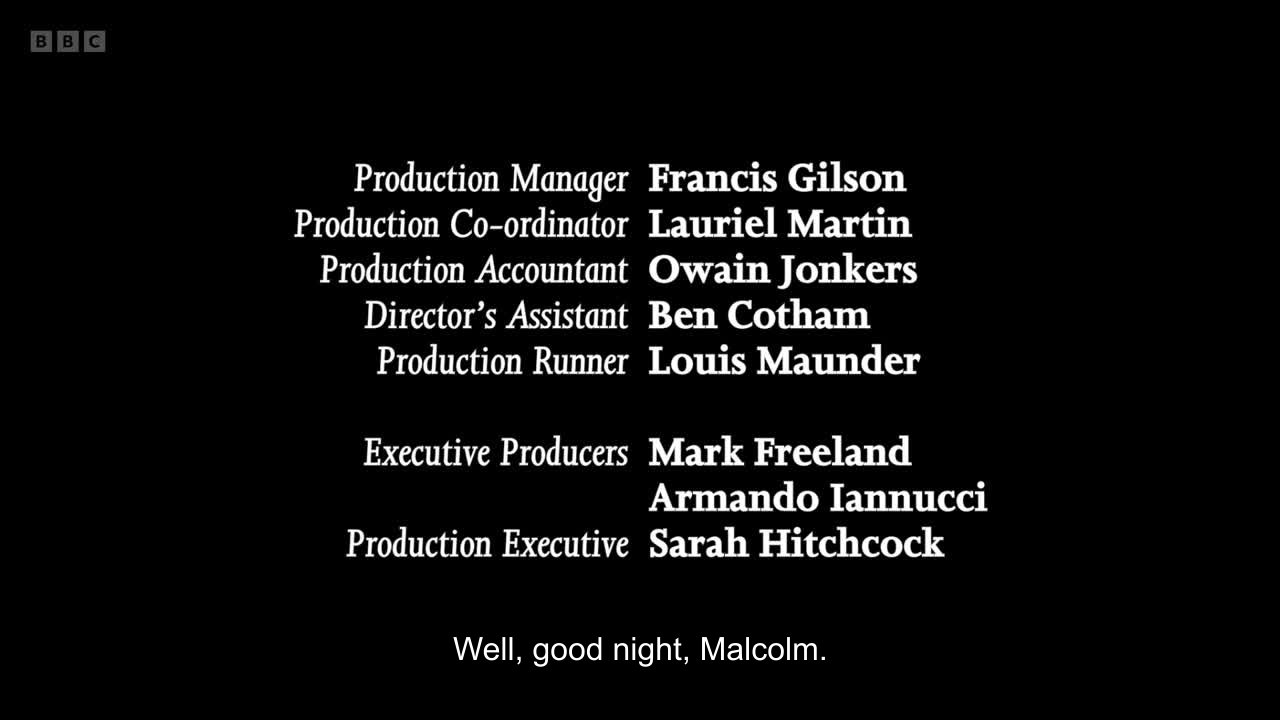 BBC
Production Manager Francis Gilson
Production Co-ordinator Lauriel Martin
Production Accountant Owain Jonkers
Director's Assistant Ben Cotham
Production Runner Louis Maunder
Executive Producers Mark Freeland
Armando Iannucci
Production Executive Sarah Hitchcock
Well, good night, Malcolm.